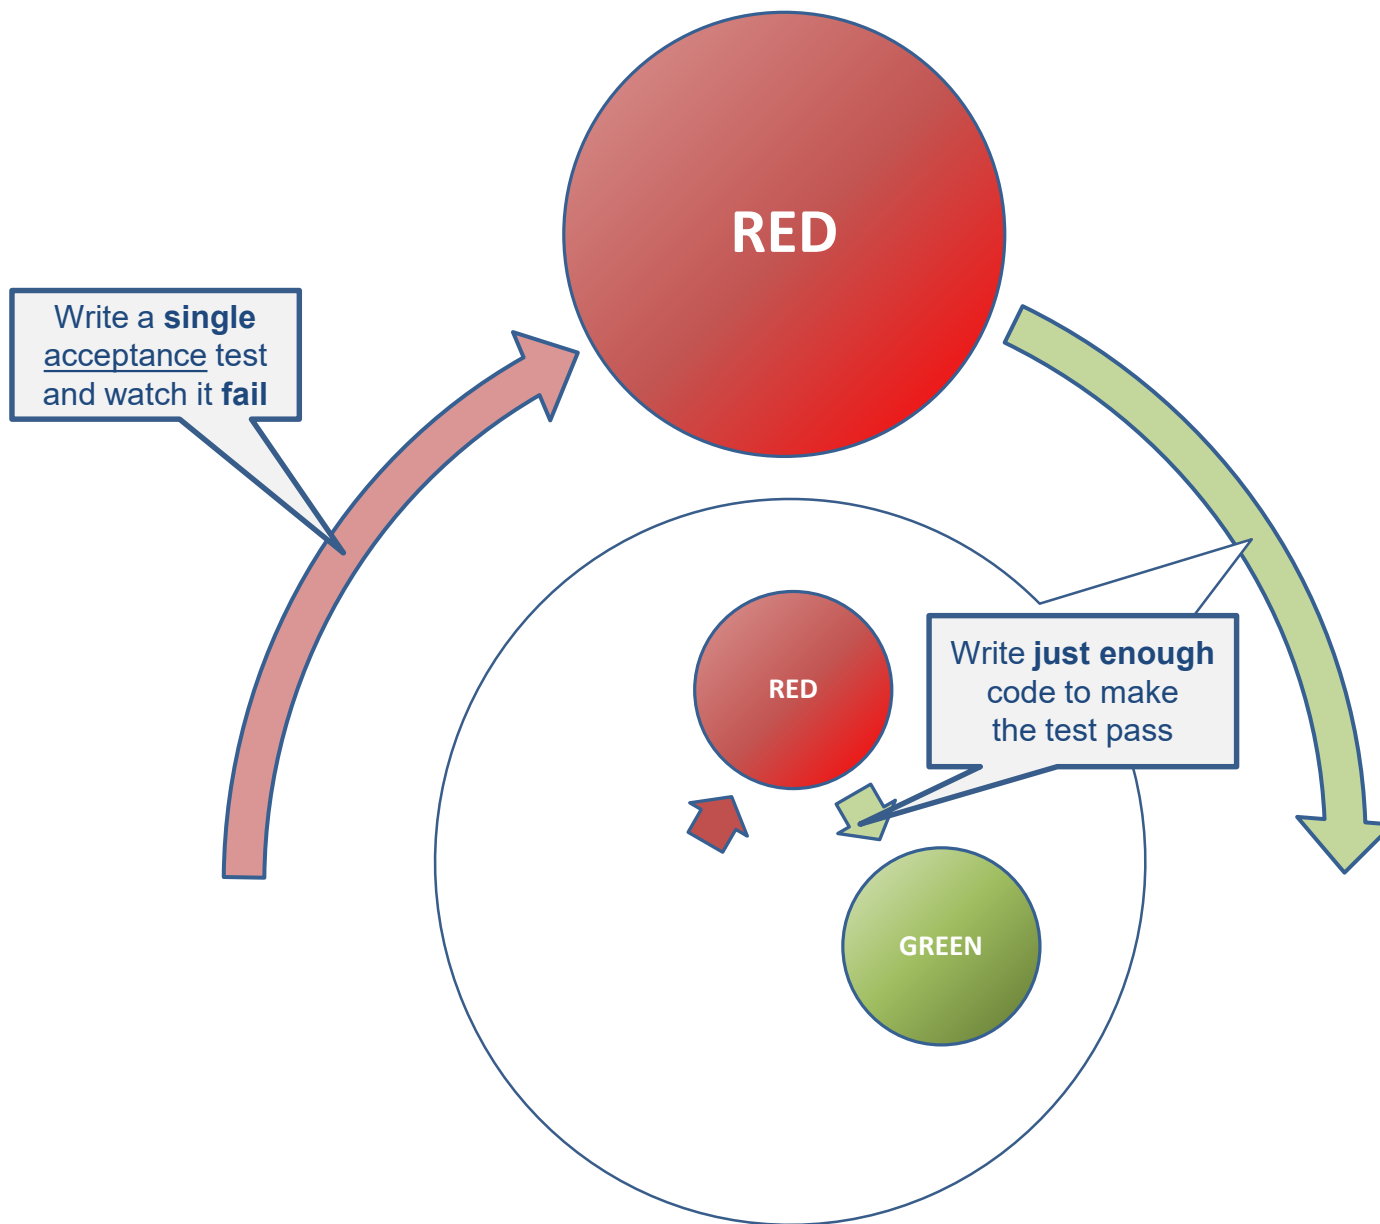 RED
Write a single
acceptance test
and watch it fail
RED
Write just enough
code to make
the test pass
GREEN